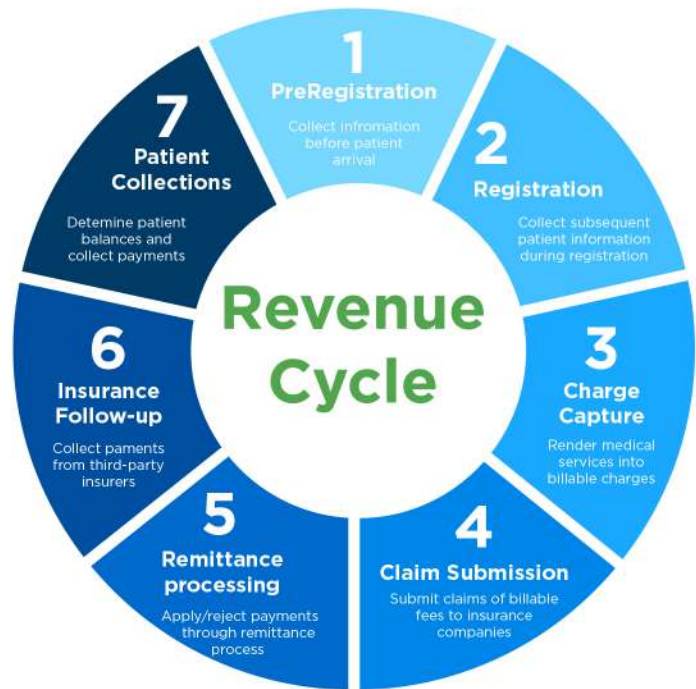 1
PreRegistration
Collect infromation
before patient
arrival
2
Registration
Collect subsequent
patient information
during registration
3
Charge
Capture
Render medical
services into
billable charges
4
Claim Submission
Submit claims of billable
fees to insurance
companies
5
Remittance
processing
Apply/reject payments
through remittance
process
6
Insurance
Follow-up
Collect paments
from third-party
insurers
7
Patient
Collections
Detemine patient
balances and
collect payments
Revenue
Cycle